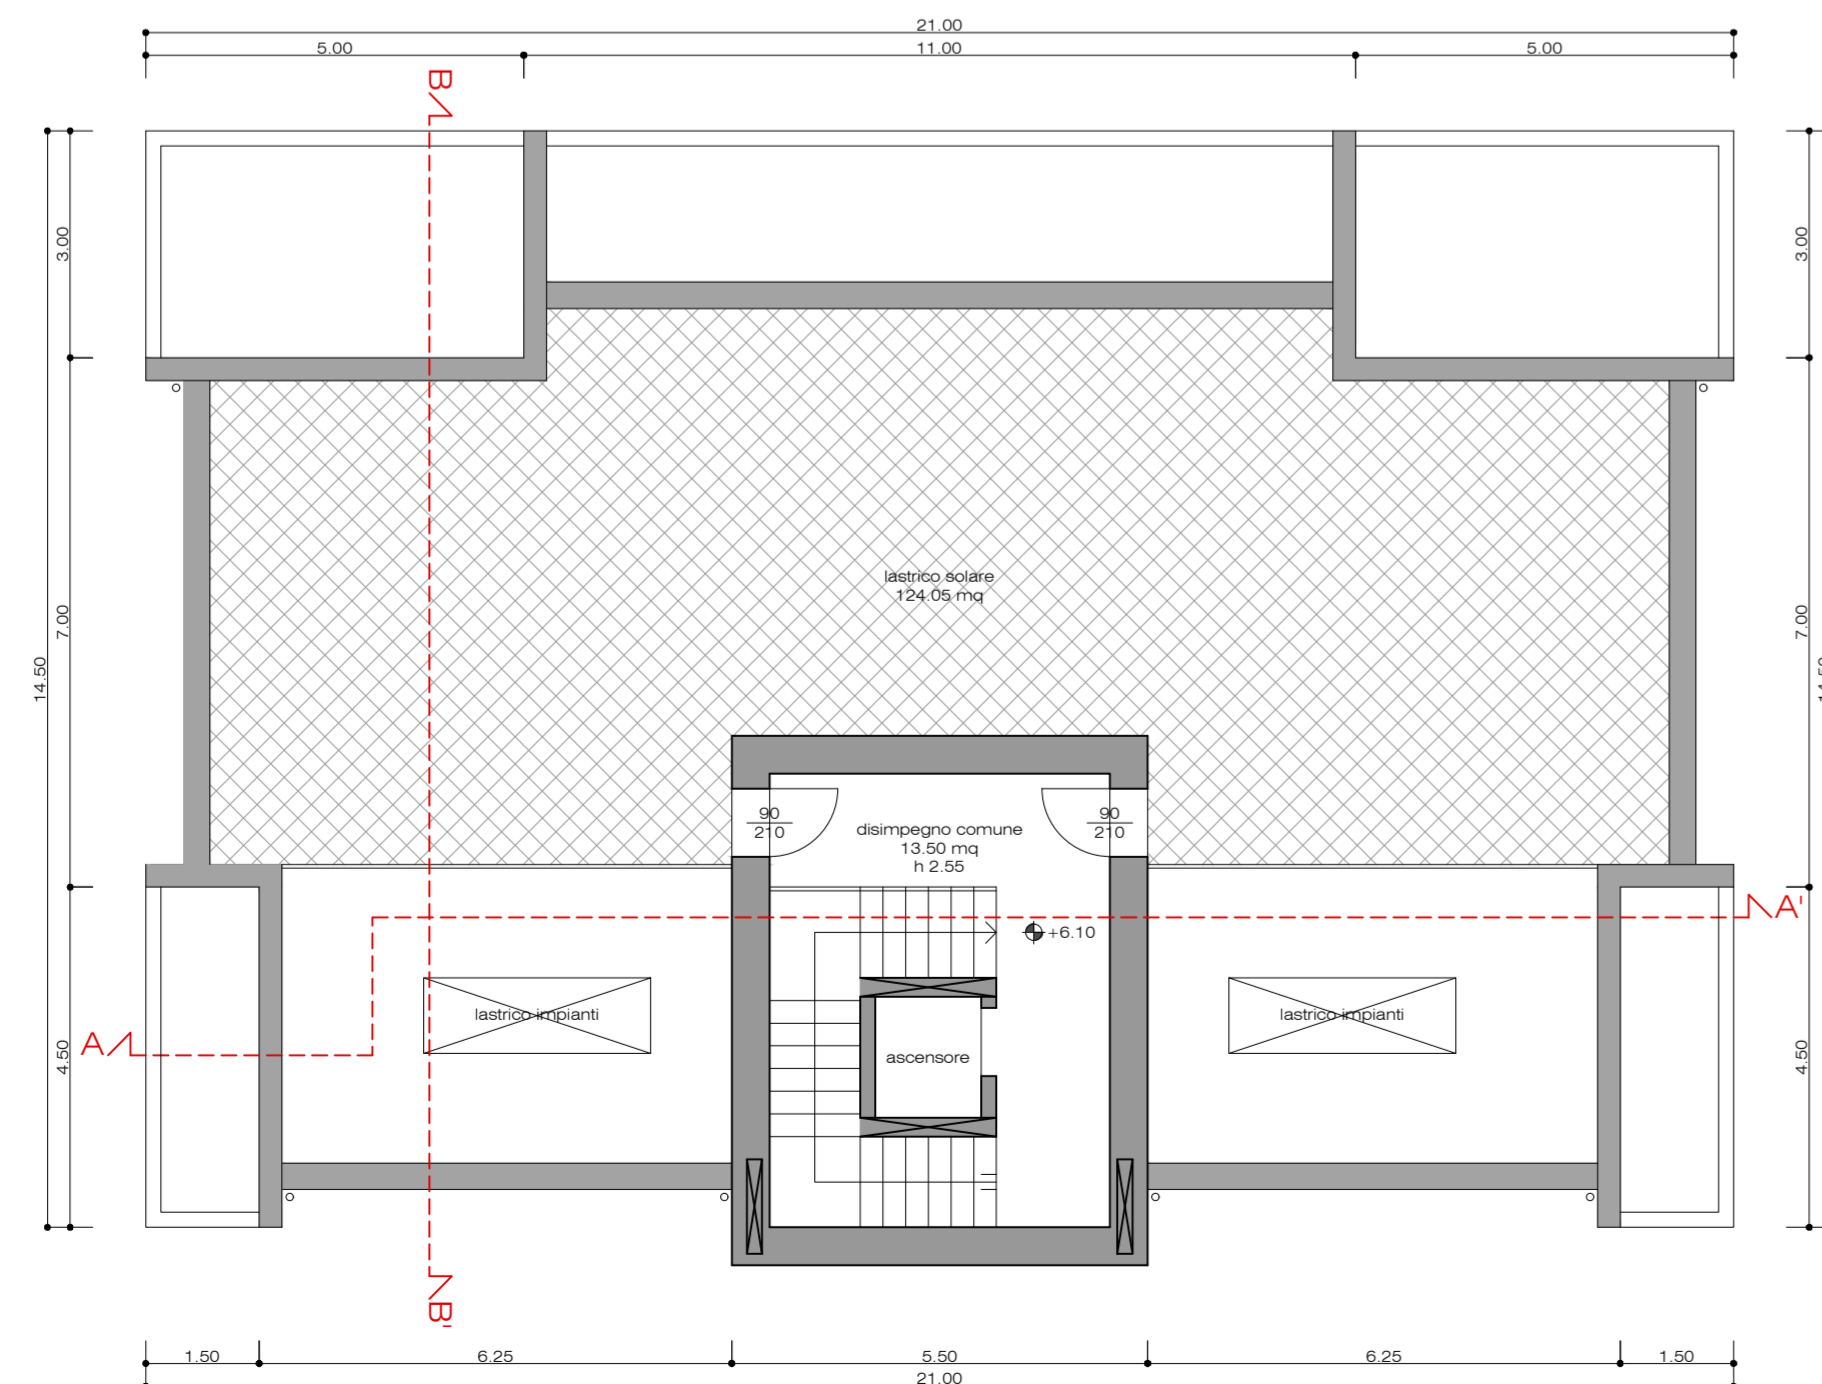 21.00
5.00 11.00 5.00
B
3.00
3.00
7.00
7.00
14.50
14.50
lastrico solare
124.05 mq
90
210
90
210
disimpegno comune
13.50 mq
h 2.55
A'
+6.10
lastrico impianti
lastrico impianti
A
ascensore
4.50
4.50
B'
1.50 6.25 5.50 6.25 1.50
21.00